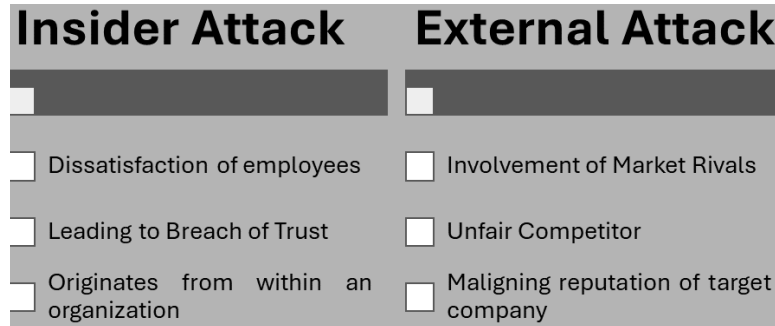 Insider Attack
External Attack
Dissatisfaction of employees
Involvement of Market Rivals
Leading to Breach of Trust
Unfair Competitor
Originates from within an
organization
Maligning reputation of target
company